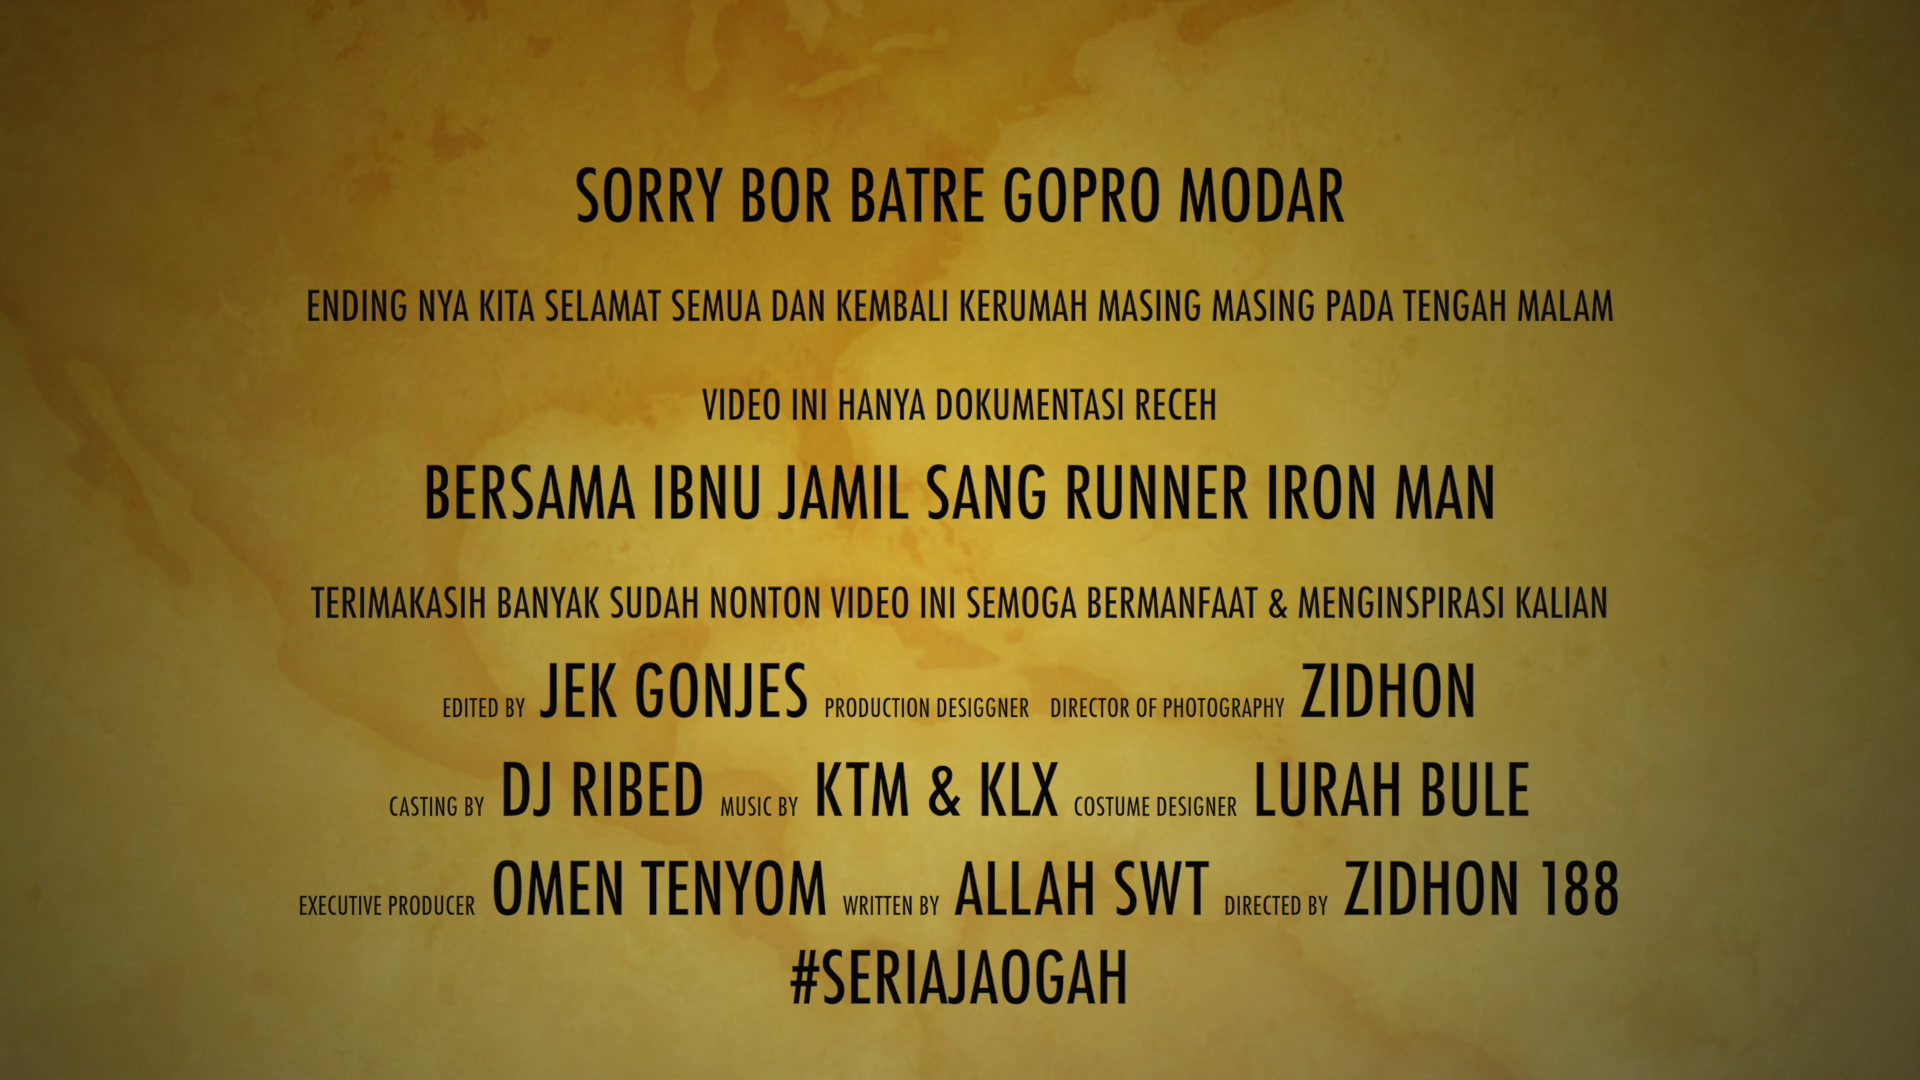 SORRY BOR BATRE GOPRO MODAR
ENDING NYA KITA SELAMAT SEMUA DAN KEMBALI KERUMAH MASING MASING PADA TENGAH MALAM
VIDEO INI HANYA DOKUMENTASI RECEH
BERSAMA IBNU JAMIL SANG RUNNER IRON MAN
TERIMAKASIH BANYAK SUDAH NONTON VIDEO INI SEMOGA BERMANFAAT & MENGINSPIRASI KALIAN
EDITED BY JEK GONJES PRODUCTION DESIGGNER DIRECTOR OF PHOTOGRAPHY ZIDHON
CASTING BY DJ RIBED MUSIC BY KTM & KLX COSTUME DESIGNER LURAH BULE
EXECUTIVE PRODUCER OMEN TENYOM WRITTEN BY ALLAH SWT DIRECTED BY ZIDHON 188
#SERIAJAOGAH